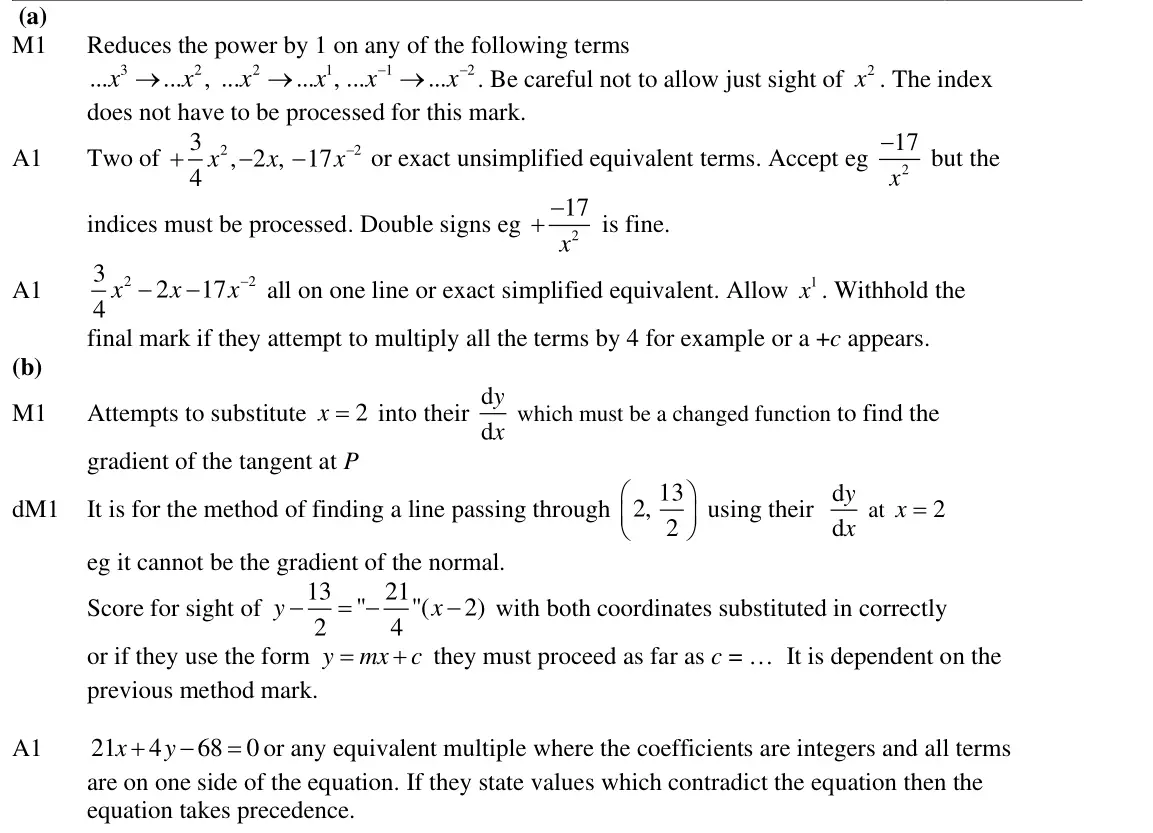 (a)
M1 Reduces the power by 1 on any of the following terms
...x³ → ...x², ...x² → ...x¹, ...x⁻¹ → ...x⁻². Be careful not to allow just sight of x². The index
does not have to be processed for this mark.
A1 Two of +3/4 x², −2x, −17x⁻² or exact unsimplified equivalent terms. Accept eg −17/x² but the
indices must be processed. Double signs eg +−17/x² is fine.
A1 3/4 x² − 2x − 17x⁻² all on one line or exact simplified equivalent. Allow x¹. Withhold the
final mark if they attempt to multiply all the terms by 4 for example or a +c appears.
(b)
M1 Attempts to substitute x = 2 into their dy/dx which must be a changed function to find the
gradient of the tangent at P
dM1 It is for the method of finding a line passing through (2, 13/2) using their dy/dx at x = 2
eg it cannot be the gradient of the normal.
Score for sight of y − 13/2 = "−21/4"(x − 2) with both coordinates substituted in correctly
or if they use the form y = mx + c they must proceed as far as c = … It is dependent on the
previous method mark.
A1 21x + 4y − 68 = 0 or any equivalent multiple where the coefficients are integers and all terms
are on one side of the equation. If they state values which contradict the equation then the
equation takes precedence.